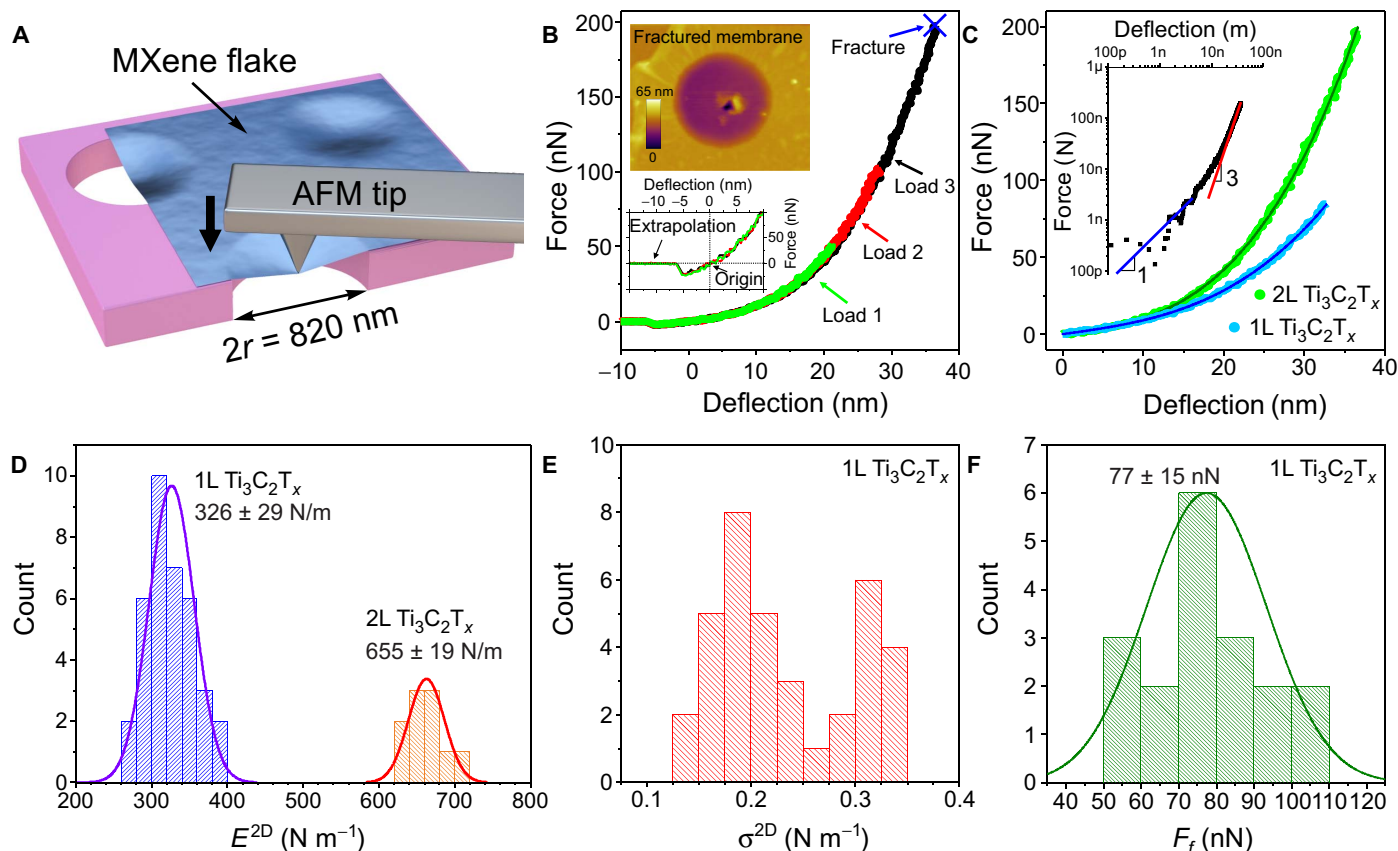 A
MXene flake
AFM tip
2r = 820 nm
B
200
150
100
50
0
Force (nN)
Fractured membrane
65 nm
0
Fracture
Load 3
Load 2
Load 1
Deflection (nm)
−10 −5 0 5
50
0
Force (nN)
Extrapolation
Origin
−10 0 10 20 30 40
Deflection (nm)
C
200
150
100
50
0
Force (nN)
Deflection (m)
100p 1n 10n 100n
1μ
100n
10n
1n
100p
Force (N)
3
1
2L Ti₃C₂Tₓ
1L Ti₃C₂Tₓ
0 10 20 30 40
Deflection (nm)
D
10
8
6
4
2
0
Count
1L Ti₃C₂Tₓ
326 ± 29 N/m
2L Ti₃C₂Tₓ
655 ± 19 N/m
200 300 400 500 600 700 800
E²ᴰ (N m⁻¹)
E
10
8
6
4
2
0
Count
1L Ti₃C₂Tₓ
0.1 0.2 0.3 0.4
σ²ᴰ (N m⁻¹)
F
7
6
5
4
3
2
1
0
Count
77 ± 15 nN
1L Ti₃C₂Tₓ
40 50 60 70 80 90 100 110 120
F_f (nN)